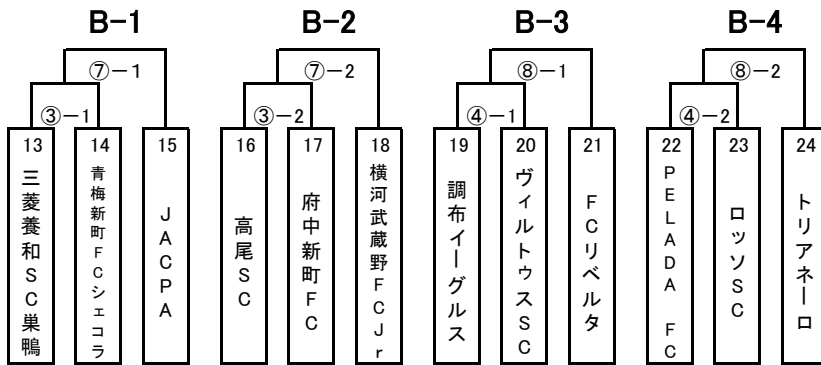 B-1
B-2
B-3
B-4
⑦-1
⑦-2
⑧-1
⑧-2
③-1
③-2
④-1
④-2
13
14
15
16
17
18
19
20
21
22
23
24
三菱養和SC巣鴨
青梅新町FCシェコラ
JACPA
高尾SC
府中新町FC
横河武蔵野FCJr
調布イーグルス
ヴィルトゥスSC
FCリベルタ
PELADA FC
ロッソSC
トリアネーロ